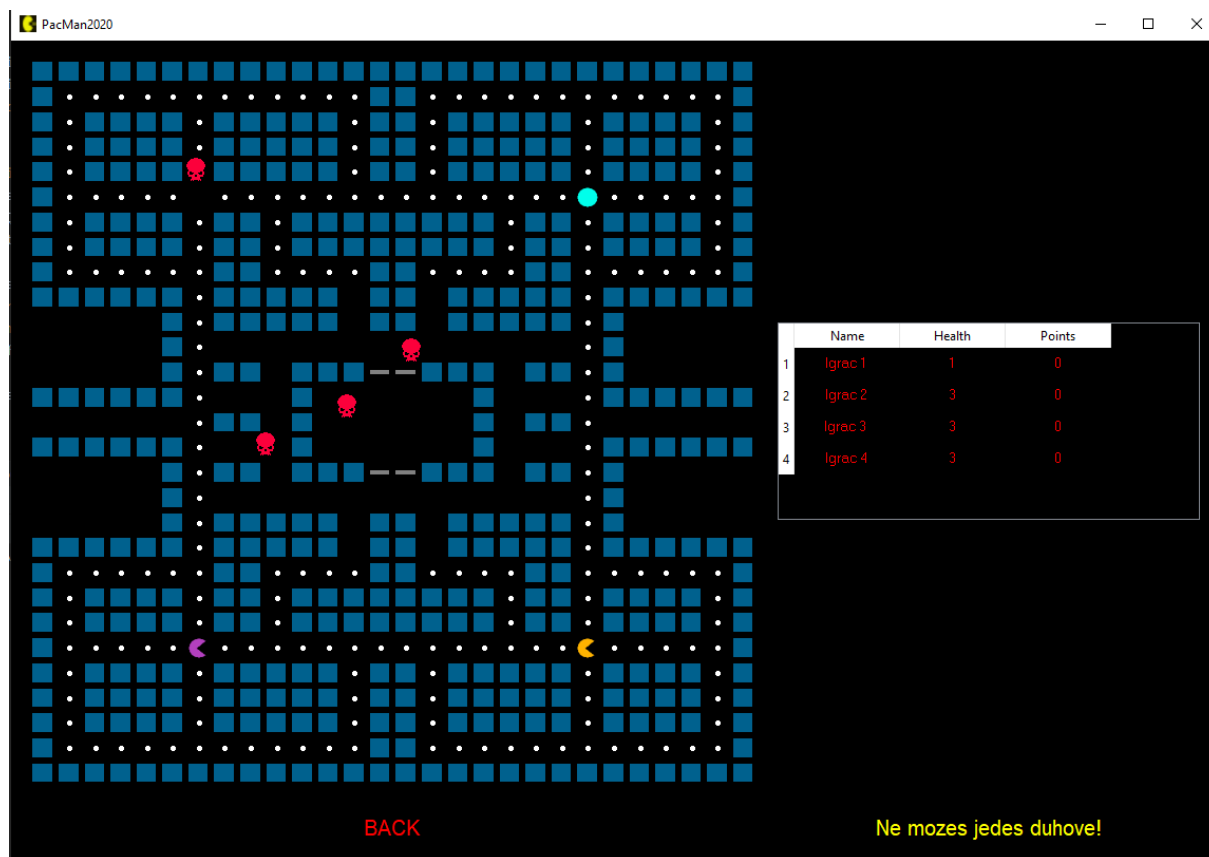 PacMan2020
Name Health Points
1 Igrac 1 1 0
2 Igrac 2 3 0
3 Igrac 3 3 0
4 Igrac 4 3 0
BACK
Ne mozes jedes duhove!